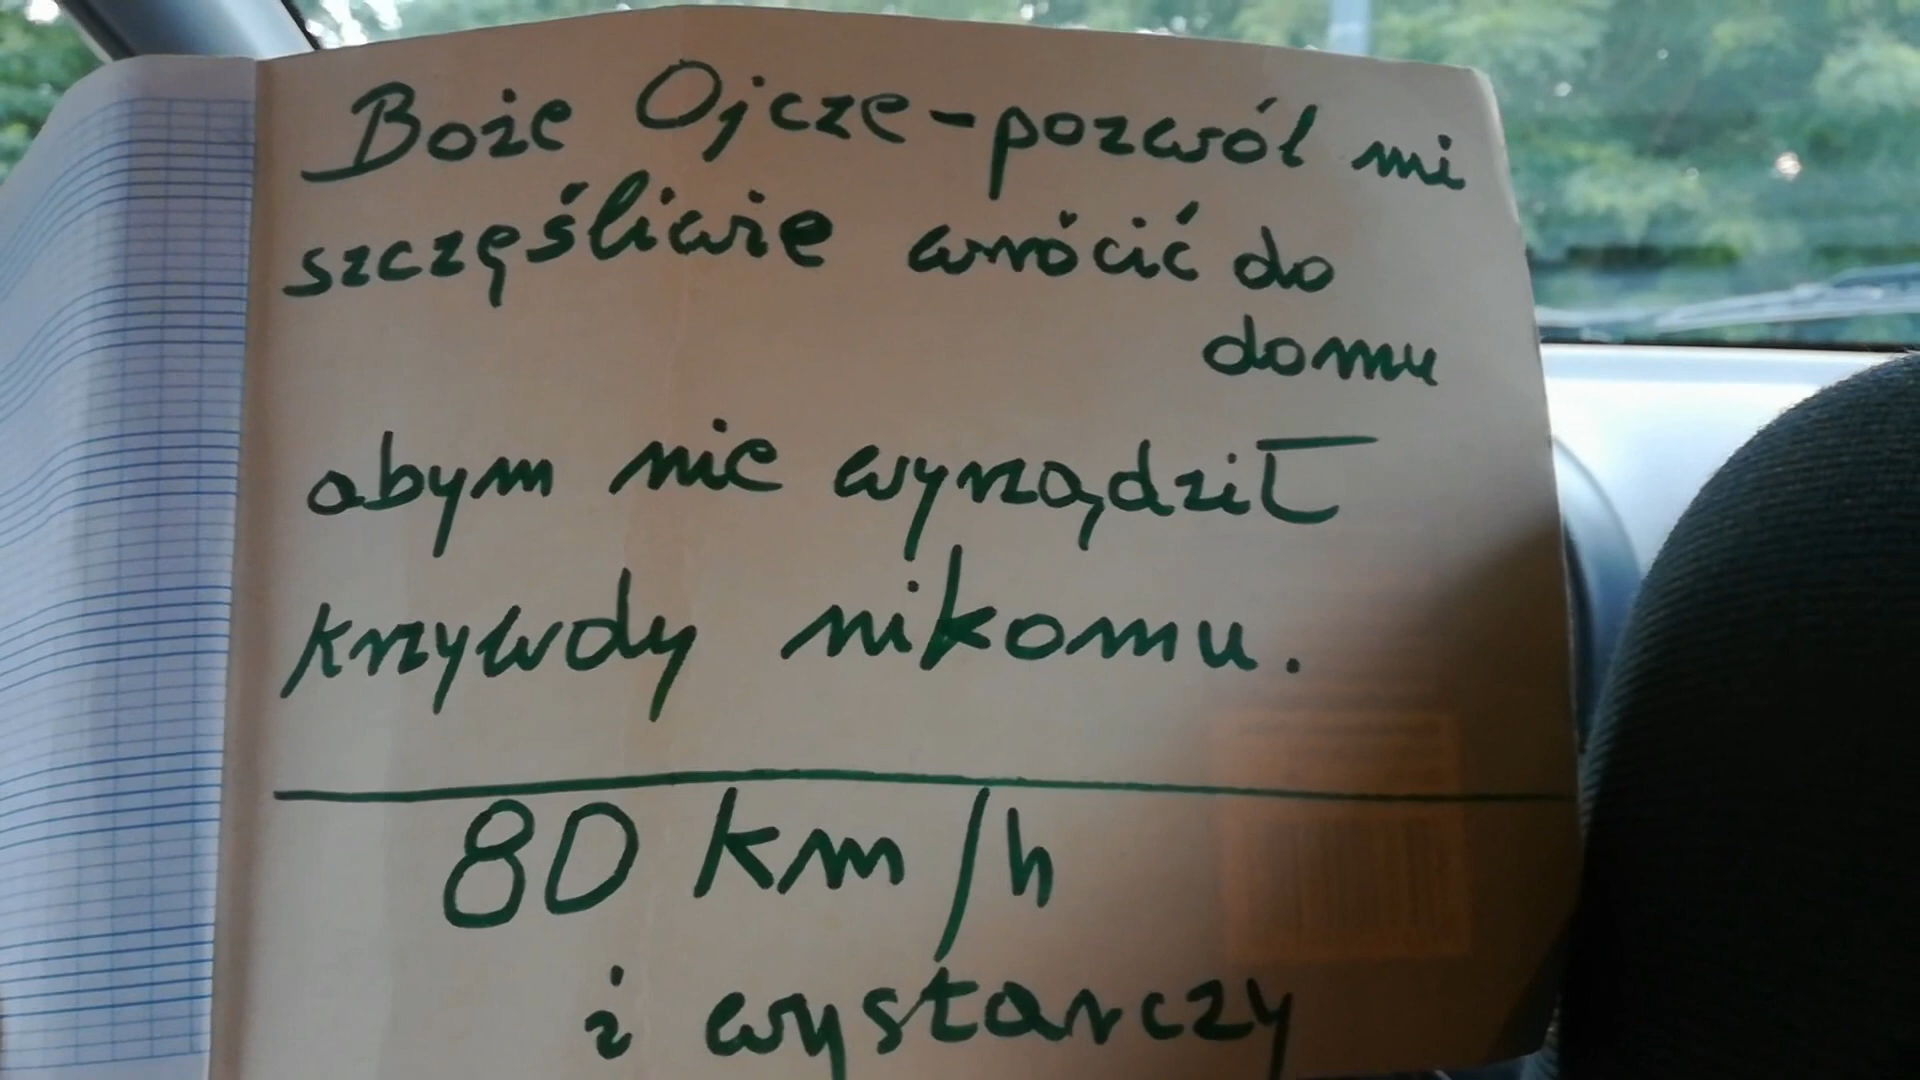 Boże Ojcze-pozwól mi
szczęśliwie wrócić do
domu
abym nie wyrządził
krzywdy nikomu.
80 km/h
i wystarczy